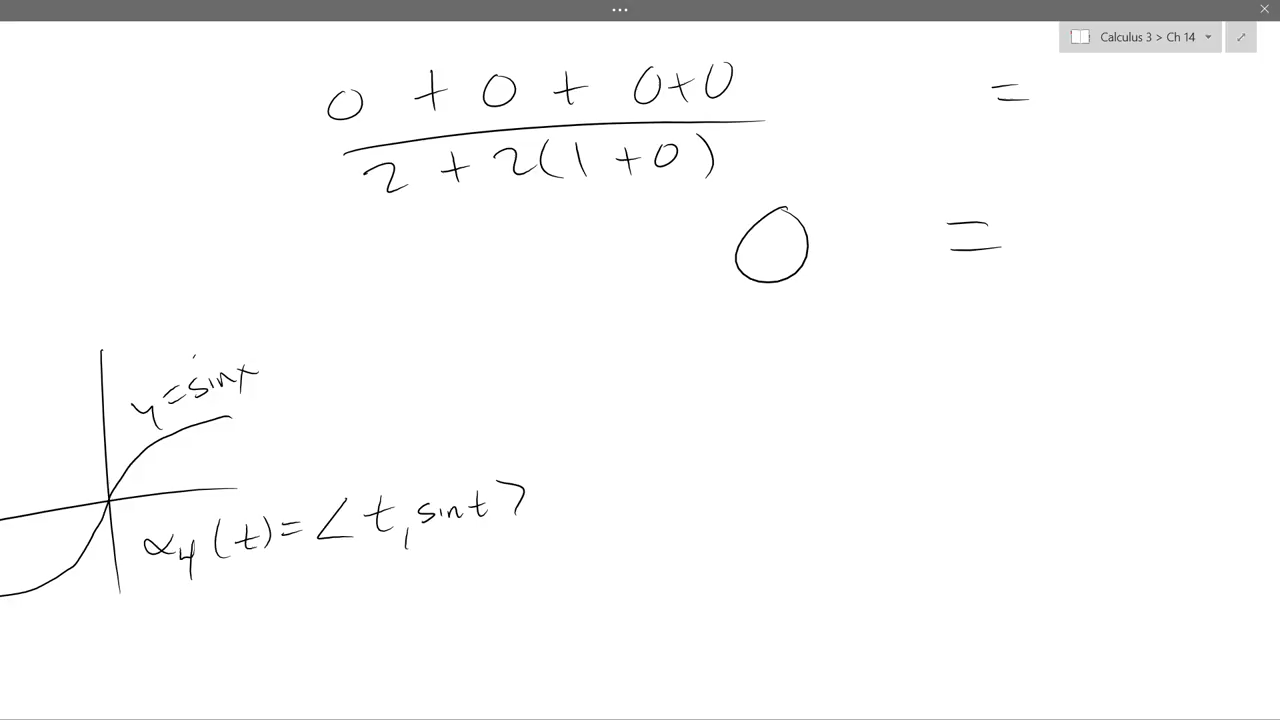 Calculus 3 > Ch 14
0 + 0 + 0+0 =
2 + 2(1+0)
0 =
y=sinx
α4(t)=<t, sint>